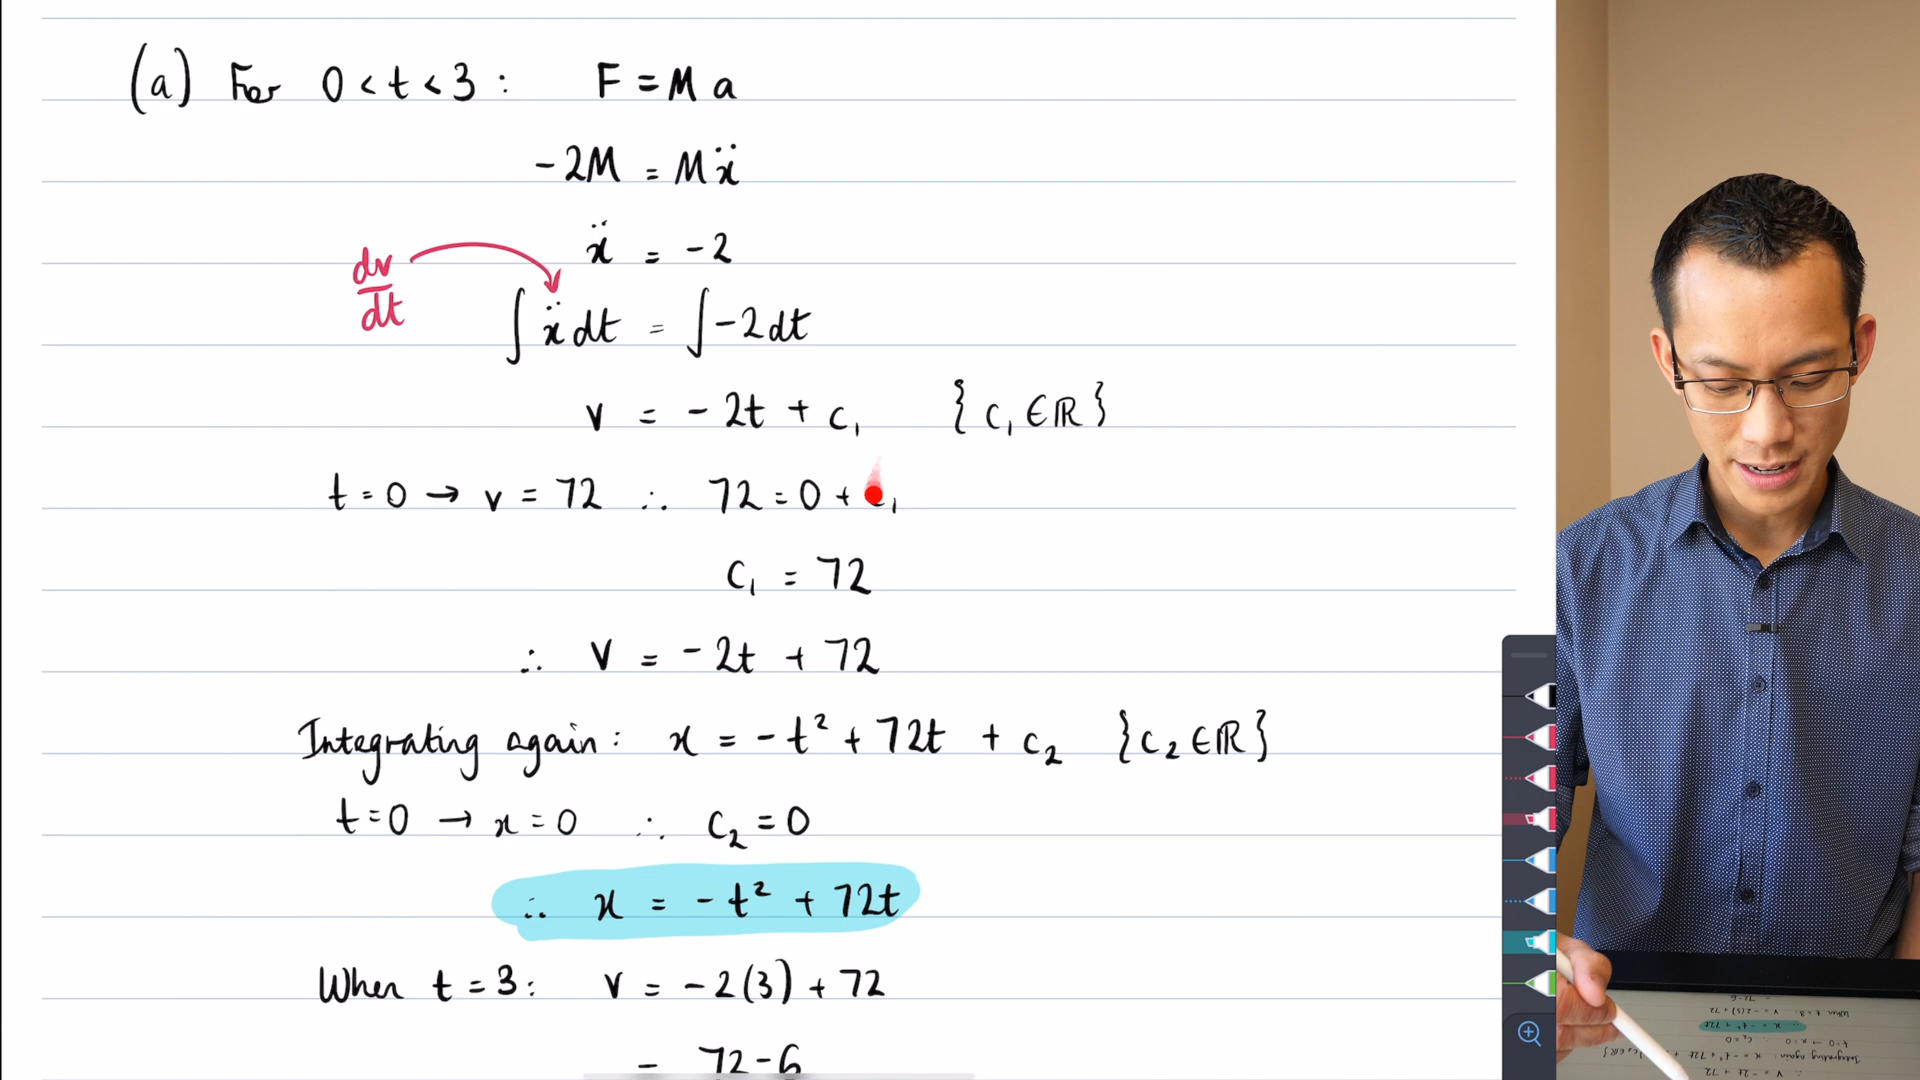 (a) For 0 < t < 3 : F = M a
-2M = Mẍ
ẍ = -2
dv/dt
∫ ẍ dt = ∫ -2 dt
v = -2t + c₁ {c₁ ∈ ℝ}
t = 0 → v = 72 ∴ 72 = 0 + c₁
c₁ = 72
∴ v = -2t + 72
Integrating again : x = -t² + 72t + c₂ {c₂ ∈ ℝ}
t = 0 → x = 0 ∴ c₂ = 0
∴ x = -t² + 72t
When t = 3 : v = -2(3) + 72
= 72 - 6